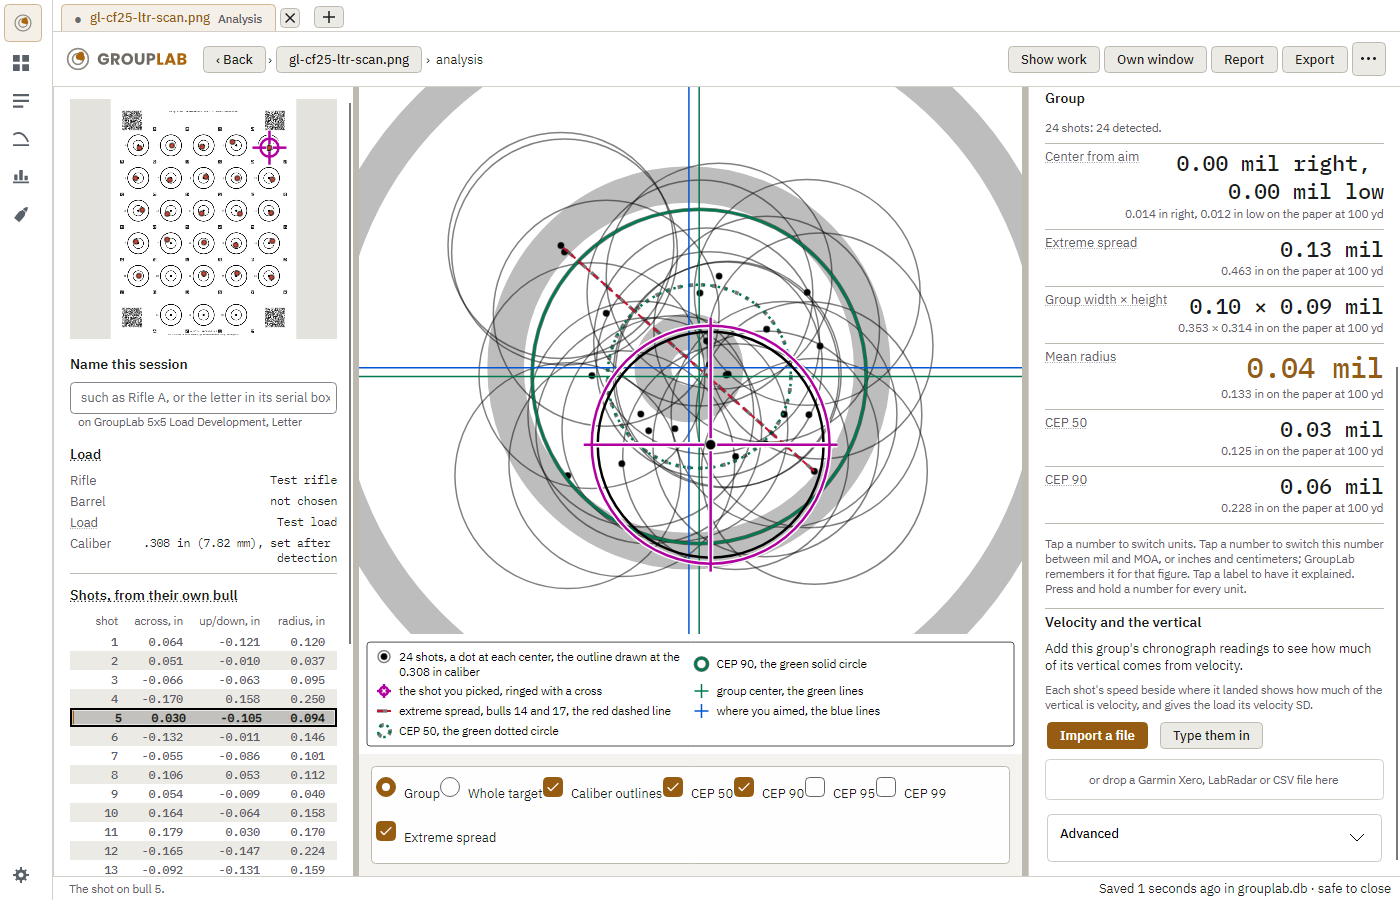 gl-cf25-ltr-scan.png Analysis
GROUPLAB
‹ Back › gl-cf25-ltr-scan.png › analysis
Show work
Own window
Report
Export
Name this session
such as Rifle A, or the letter in its serial box
on GroupLab 5x5 Load Development, Letter
Load
Rifle Test rifle
Barrel not chosen
Load Test load
Caliber .308 in (7.82 mm), set after
detection
Shots, from their own bull
shot across, in up/down, in radius, in
1 0.064 -0.121 0.120
2 0.051 -0.010 0.037
3 -0.066 -0.063 0.095
4 -0.170 0.158 0.250
5 0.030 -0.105 0.094
6 -0.132 -0.011 0.146
7 -0.055 -0.086 0.101
8 0.106 0.053 0.112
9 0.054 -0.009 0.040
10 0.164 -0.064 0.158
11 0.179 0.030 0.170
12 -0.165 -0.147 0.224
13 -0.092 -0.131 0.159
24 shots, a dot at each center, the outline drawn at the
0.308 in caliber
the shot you picked, ringed with a cross
extreme spread, bulls 14 and 17, the red dashed line
CEP 50, the green dotted circle
CEP 90, the green solid circle
group center, the green lines
where you aimed, the blue lines
Group Whole target Caliber outlines CEP 50 CEP 90 CEP 95 CEP 99
Extreme spread
Group
24 shots: 24 detected.
Center from aim 0.00 mil right,
0.00 mil low
0.014 in right, 0.012 in low on the paper at 100 yd
Extreme spread 0.13 mil
0.463 in on the paper at 100 yd
Group width × height 0.10 × 0.09 mil
0.353 × 0.314 in on the paper at 100 yd
Mean radius 0.04 mil
0.133 in on the paper at 100 yd
CEP 50 0.03 mil
0.125 in on the paper at 100 yd
CEP 90 0.06 mil
0.228 in on the paper at 100 yd
Tap a number to switch units. Tap a number to switch this number
between mil and MOA, or inches and centimeters; GroupLab
remembers it for that figure. Tap a label to have it explained.
Press and hold a number for every unit.
Velocity and the vertical
Add this group's chronograph readings to see how much
of its vertical comes from velocity.
Each shot's speed beside where it landed shows how much of the
vertical is velocity, and gives the load its velocity SD.
Import a file
Type them in
or drop a Garmin Xero, LabRadar or CSV file here
Advanced
The shot on bull 5.
Saved 1 seconds ago in grouplab.db · safe to close